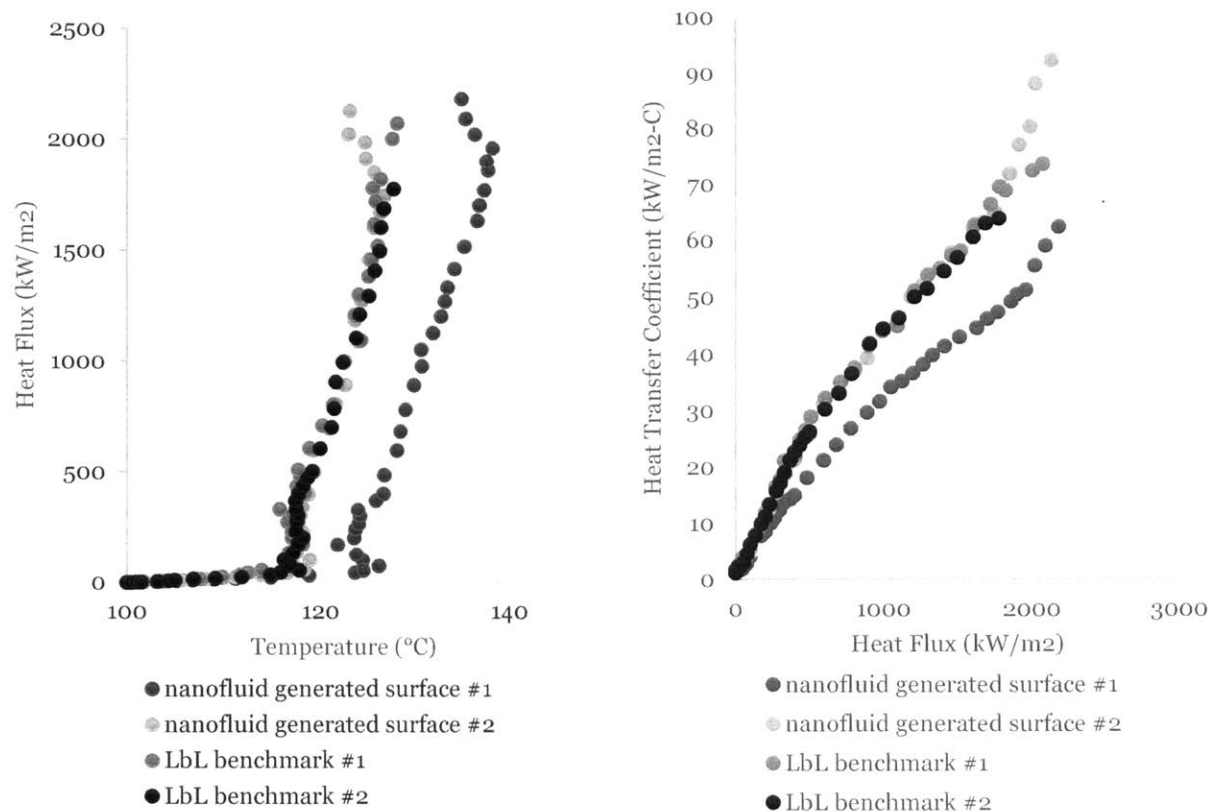 2500
2000
1500
1000
500
0
100
120
140
Heat Flux (kW/m2)
Temperature (°C)
nanofluid generated surface #1
nanofluid generated surface #2
LbL benchmark #1
LbL benchmark #2
100
90
80
70
60
50
40
30
20
10
0
0
1000
2000
3000
Heat Transfer Coefficient (kW/m2-C)
Heat Flux (kW/m2)
nanofluid generated surface #1
nanofluid generated surface #2
LbL benchmark #1
LbL benchmark #2